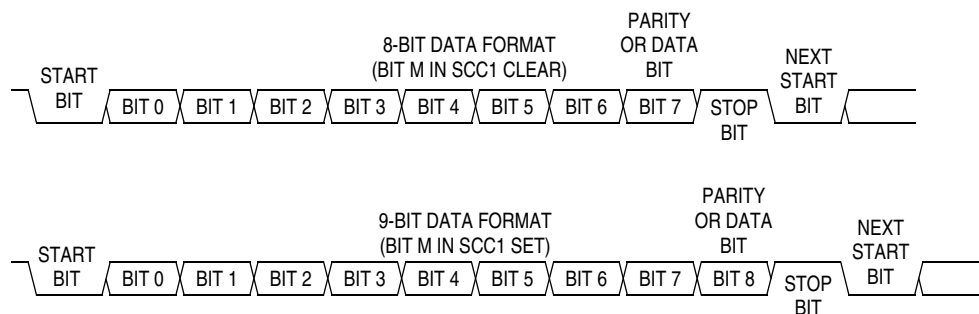 8-BIT DATA FORMAT
(BIT M IN SCC1 CLEAR)
PARITY
OR DATA
BIT
START
BIT
BIT 0
BIT 1
BIT 2
BIT 3
BIT 4
BIT 5
BIT 6
BIT 7
STOP
BIT
NEXT
START
BIT
9-BIT DATA FORMAT
(BIT M IN SCC1 SET)
PARITY
OR DATA
BIT
START
BIT
BIT 0
BIT 1
BIT 2
BIT 3
BIT 4
BIT 5
BIT 6
BIT 7
BIT 8
STOP
BIT
NEXT
START
BIT